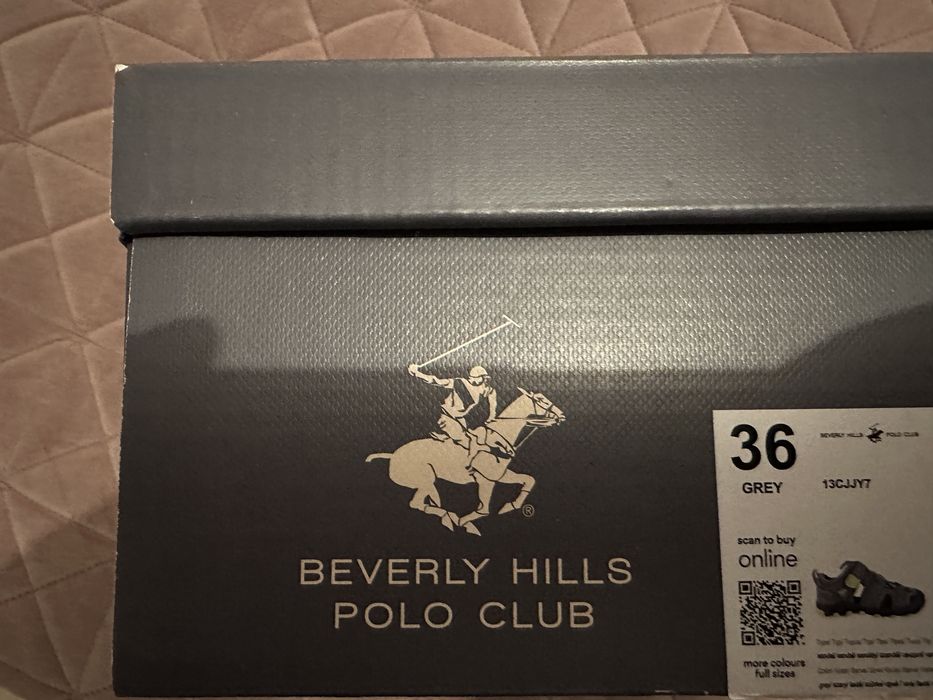 BEVERLY HILLS
POLO CLUB
®
36
GREY
BEVERLY HILLS POLO CLUB
13CJJY7
scan to buy
online
more colours
full sizes